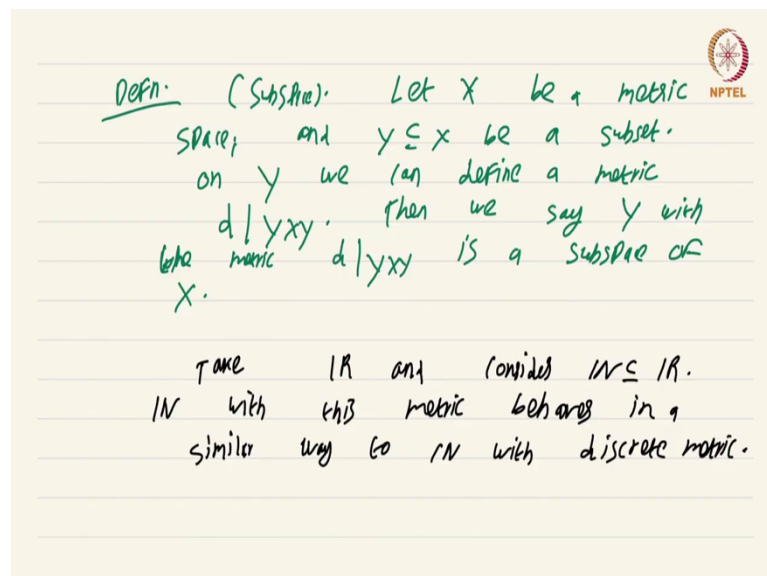 Defn. (Subspace). Let X be a metric
NPTEL
space, and Y ⊆ X be a subset.
on Y we can define a metric
d|Y×Y. Then we say Y with
the metric d|Y×Y is a subspace of
X.
Take ℝ and consider ℕ ⊆ ℝ.
ℕ with this metric behaves in a
similar way to ℕ with discrete metric.